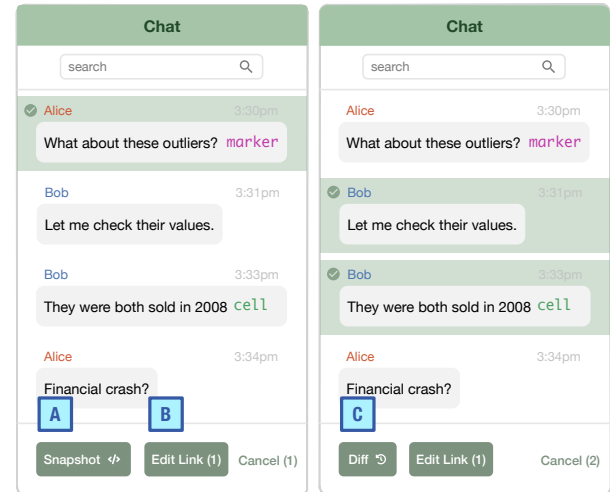 Chat
search
Alice 3:30pm
What about these outliers? marker
Bob 3:31pm
Let me check their values.
Bob 3:33pm
They were both sold in 2008 cell
Alice 3:34pm
Financial crash?
A B
Snapshot </> Edit Link (1) Cancel (1)
Chat
search
Alice 3:30pm
What about these outliers? marker
Bob 3:31pm
Let me check their values.
Bob 3:33pm
They were both sold in 2008 cell
Alice 3:34pm
Financial crash?
C
Diff Edit Link (1) Cancel (2)